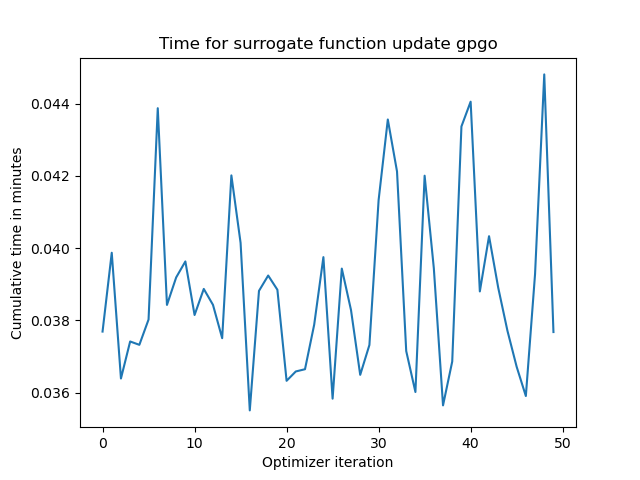 Time for surrogate function update gpgo
Cumulative time in minutes
0.044
0.042
0.040
0.038
0.036
0 10 20 30 40 50
Optimizer iteration